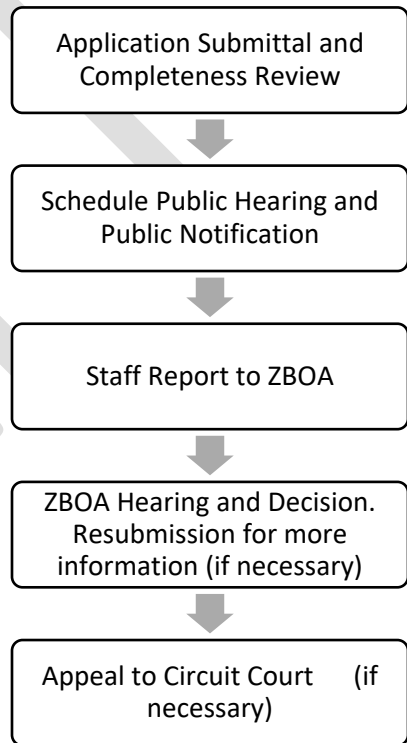 Application Submittal and
Completeness Review
Schedule Public Hearing and
Public Notification
Staff Report to ZBOA
ZBOA Hearing and Decision.
Resubmission for more
information (if necessary)
Appeal to Circuit Court (if
necessary)